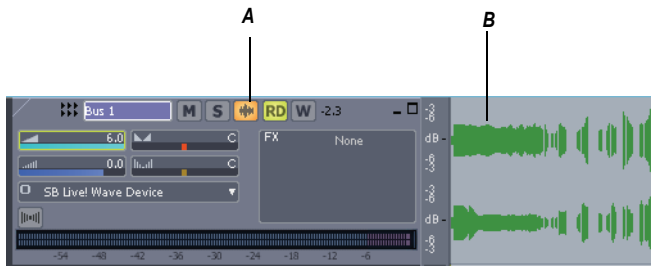 A
B
Bus 1 M S RD W -2.3
6.0 C
FX None
0.0 C
SB Live! Wave Device
-54 -48 -42 -36 -30 -24 -18 -12 -6
-3
-6
dB
-6
-3
-3
-6
dB
-6
-3